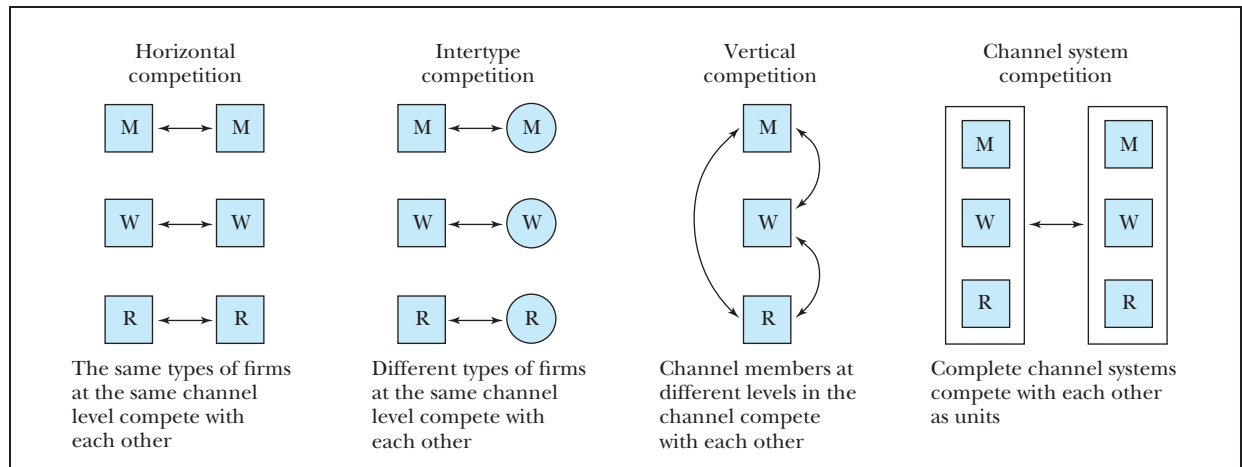 Horizontal
competition
M
M
W
W
R
R
The same types of firms
at the same channel
level compete with
each other
Intertype
competition
M
M
W
W
R
R
Different types of firms
at the same channel
level compete with
each other
Vertical
competition
M
W
R
Channel members at
different levels in the
channel compete
with each other
Channel system
competition
M
M
W
W
R
R
Complete channel systems
compete with each other
as units